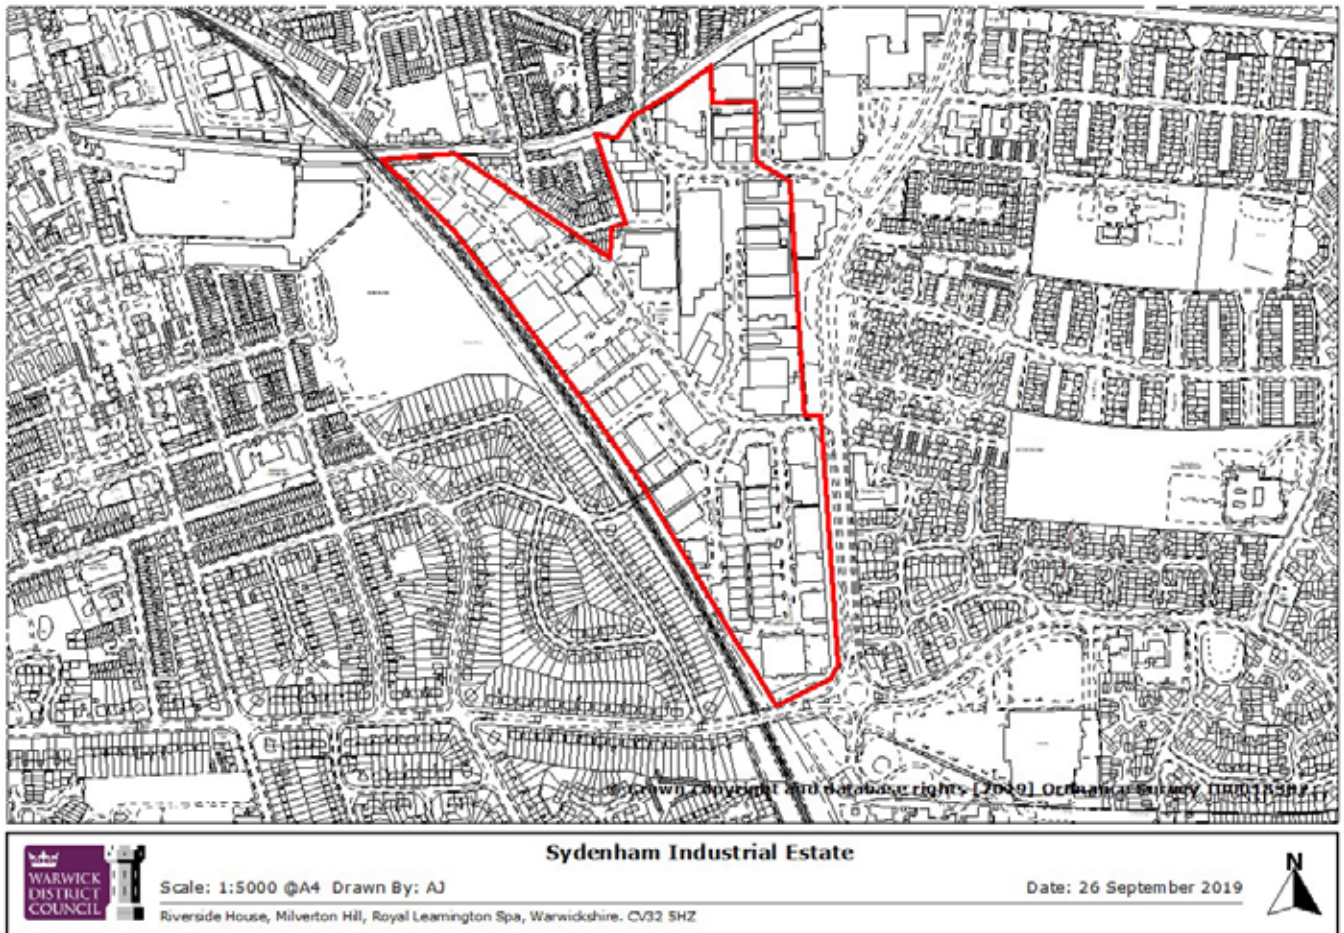 © Crown Copyright and database rights [2019] Ordnance Survey
Sydenham Industrial Estate
WARWICK
DISTRICT
COUNCIL
Scale: 1:5000 @A4 Drawn By: AJ
Date: 26 September 2019
Riverside House, Milverton Hill, Royal Leamington Spa, Warwickshire. CV32 5HZ
N